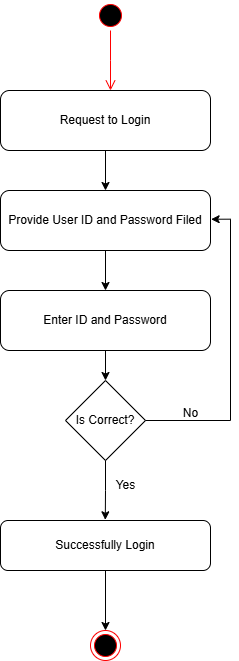 Request to Login
Provide User ID and Password Filed
Enter ID and Password
Is Correct?
No
Yes
Successfully Login